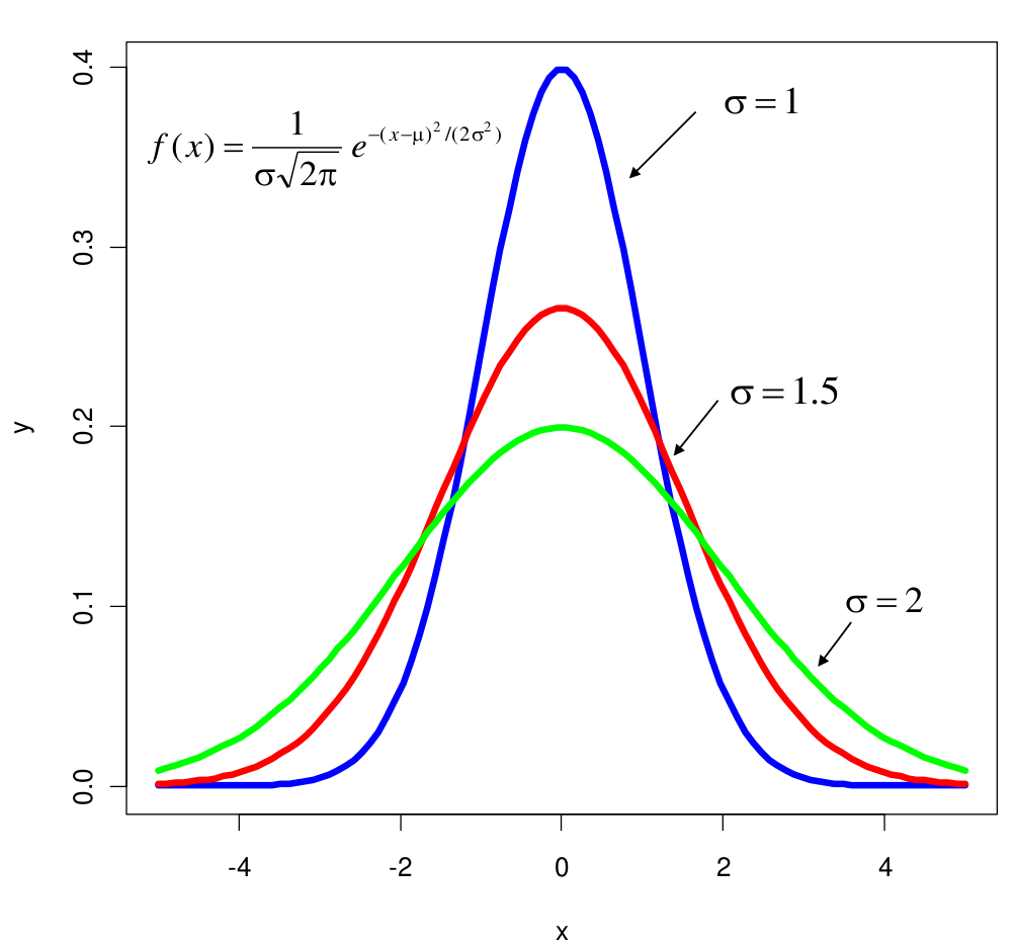 0.4
σ = 1
f(x) = 1/(σ√2π) e^−(x−μ)²/(2σ²)
0.3
σ = 1.5
0.2
y
σ = 2
0.1
0.0
-4 -2 0 2 4
x